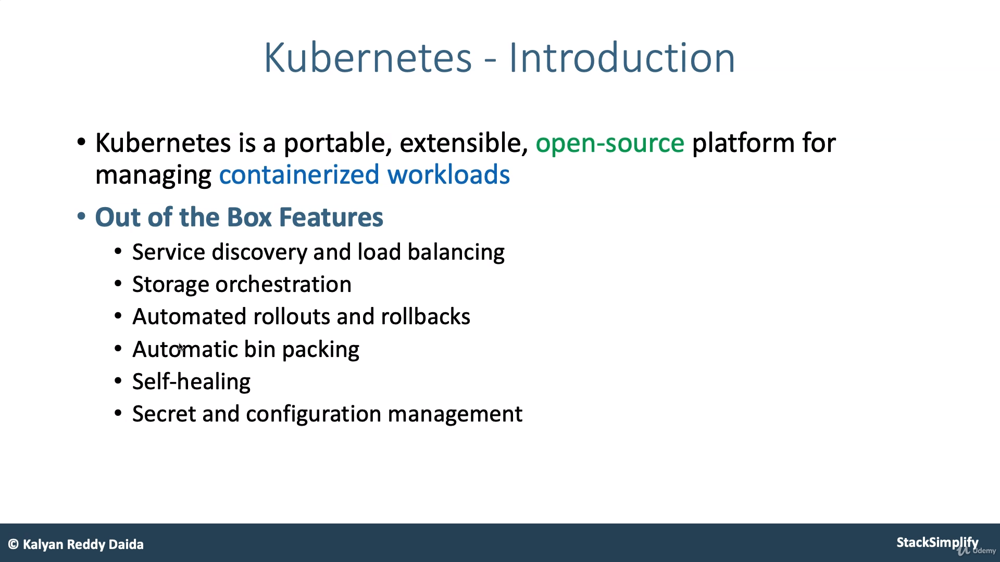 Kubernetes - Introduction
• Kubernetes is a portable, extensible, open-source platform for
managing containerized workloads
• Out of the Box Features
• Service discovery and load balancing
• Storage orchestration
• Automated rollouts and rollbacks
• Automatic bin packing
• Self-healing
• Secret and configuration management
© Kalyan Reddy Daida
StackSimplify
Udemy